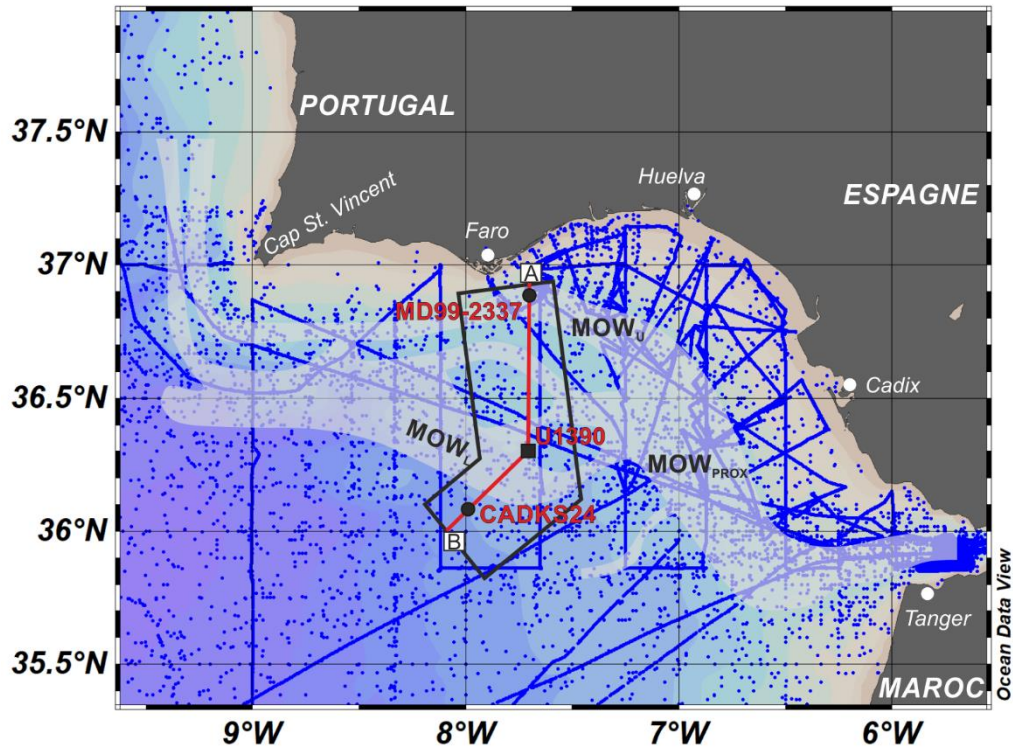 PORTUGAL
37.5°N
Huelva
ESPAGNE
Cap St. Vincent
Faro
37°N
A
MD99-2337
MOWU
Cadix
36.5°N
U1390
MOWL
MOWPROX
CADKS24
36°N
B
Tanger
35.5°N
MAROC
Ocean Data View
9°W
8°W
7°W
6°W